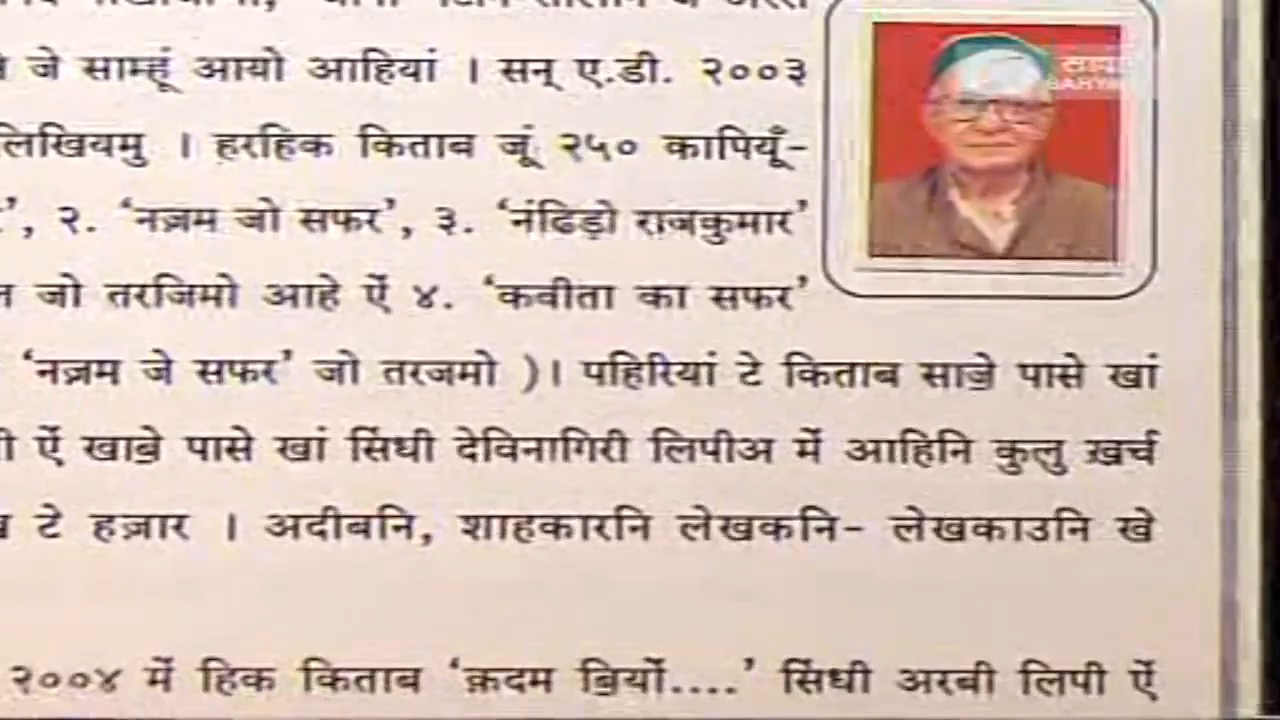 जे साम्हूं आयो आहियां । सन् ए.डी. २००३
लिखियमु । हरहिक किताब जूं २५० कापियूँ-
’, २. ‘नज़्म जो सफर’, ३. ‘नंढिड़ो राजकुमार’
जो तरजिमो आहे ऐं ४. ‘कवीता का सफर’
‘नज़्म जे सफर’ जो तरजमो )। पहिरियां टे किताब साॼे पासे खां
ऐं खाॿे पासे खां सिंधी देविनागिरी लिपीअ में आहिनि कुलु ख़र्च
टे हज़ार । अदीबनि, शाहकारनि लेखकनि- लेखकाउनि खे
२००४ में हिक किताब ‘क़दम ॿियों....’ सिंधी अरबी लिपी ऐं